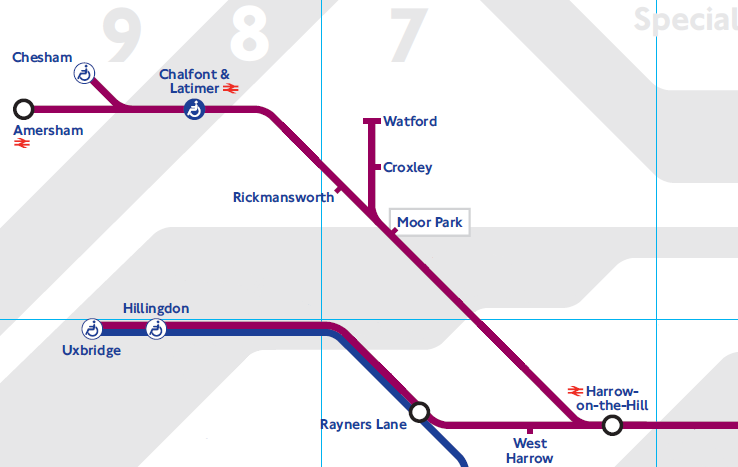 9
8
7
Special
Chesham
Chalfont &
Latimer
Amersham
Watford
Croxley
Rickmansworth
Moor Park
Hillingdon
Uxbridge
Harrow-
on-the-Hill
Rayners Lane
West
Harrow